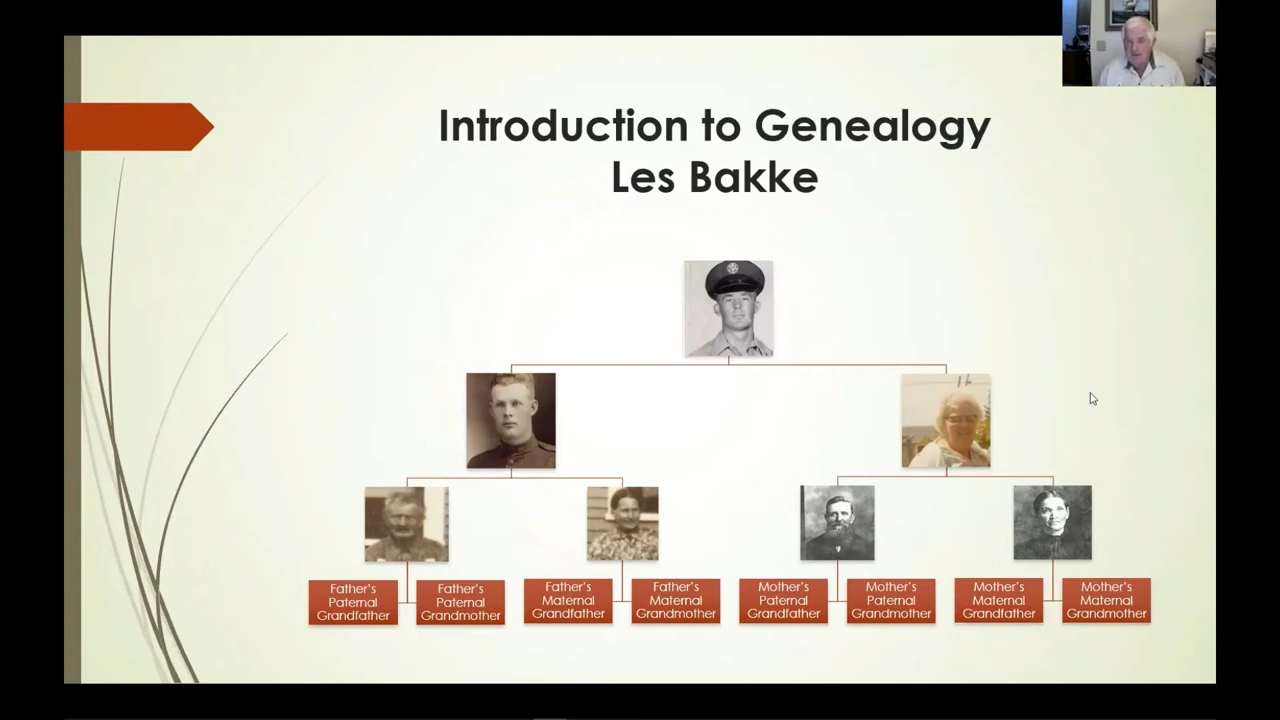 Introduction to Genealogy
Les Bakke
Father's
Paternal
Grandfather
Father's
Paternal
Grandmother
Father's
Maternal
Grandfather
Father's
Maternal
Grandmother
Mother's
Paternal
Grandfather
Mother's
Paternal
Grandmother
Mother's
Maternal
Grandfather
Mother's
Maternal
Grandmother